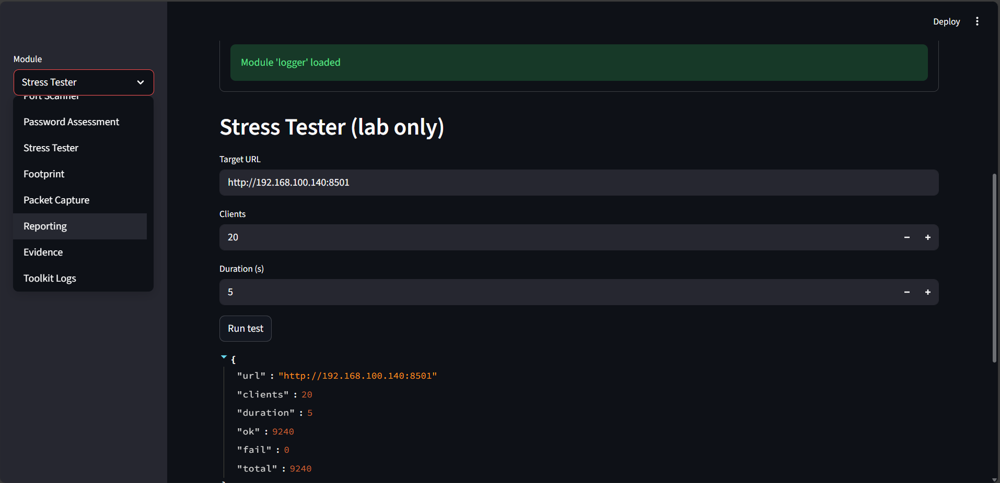 Deploy
Module
Stress Tester
Port Scanner
Password Assessment
Stress Tester
Footprint
Packet Capture
Reporting
Evidence
Toolkit Logs
Module 'logger' loaded
Stress Tester (lab only)
Target URL
http://192.168.100.140:8501
Clients
20
Duration (s)
5
Run test
{
"url" : "http://192.168.100.140:8501"
"clients" : 20
"duration" : 5
"ok" : 9240
"fail" : 0
"total" : 9240